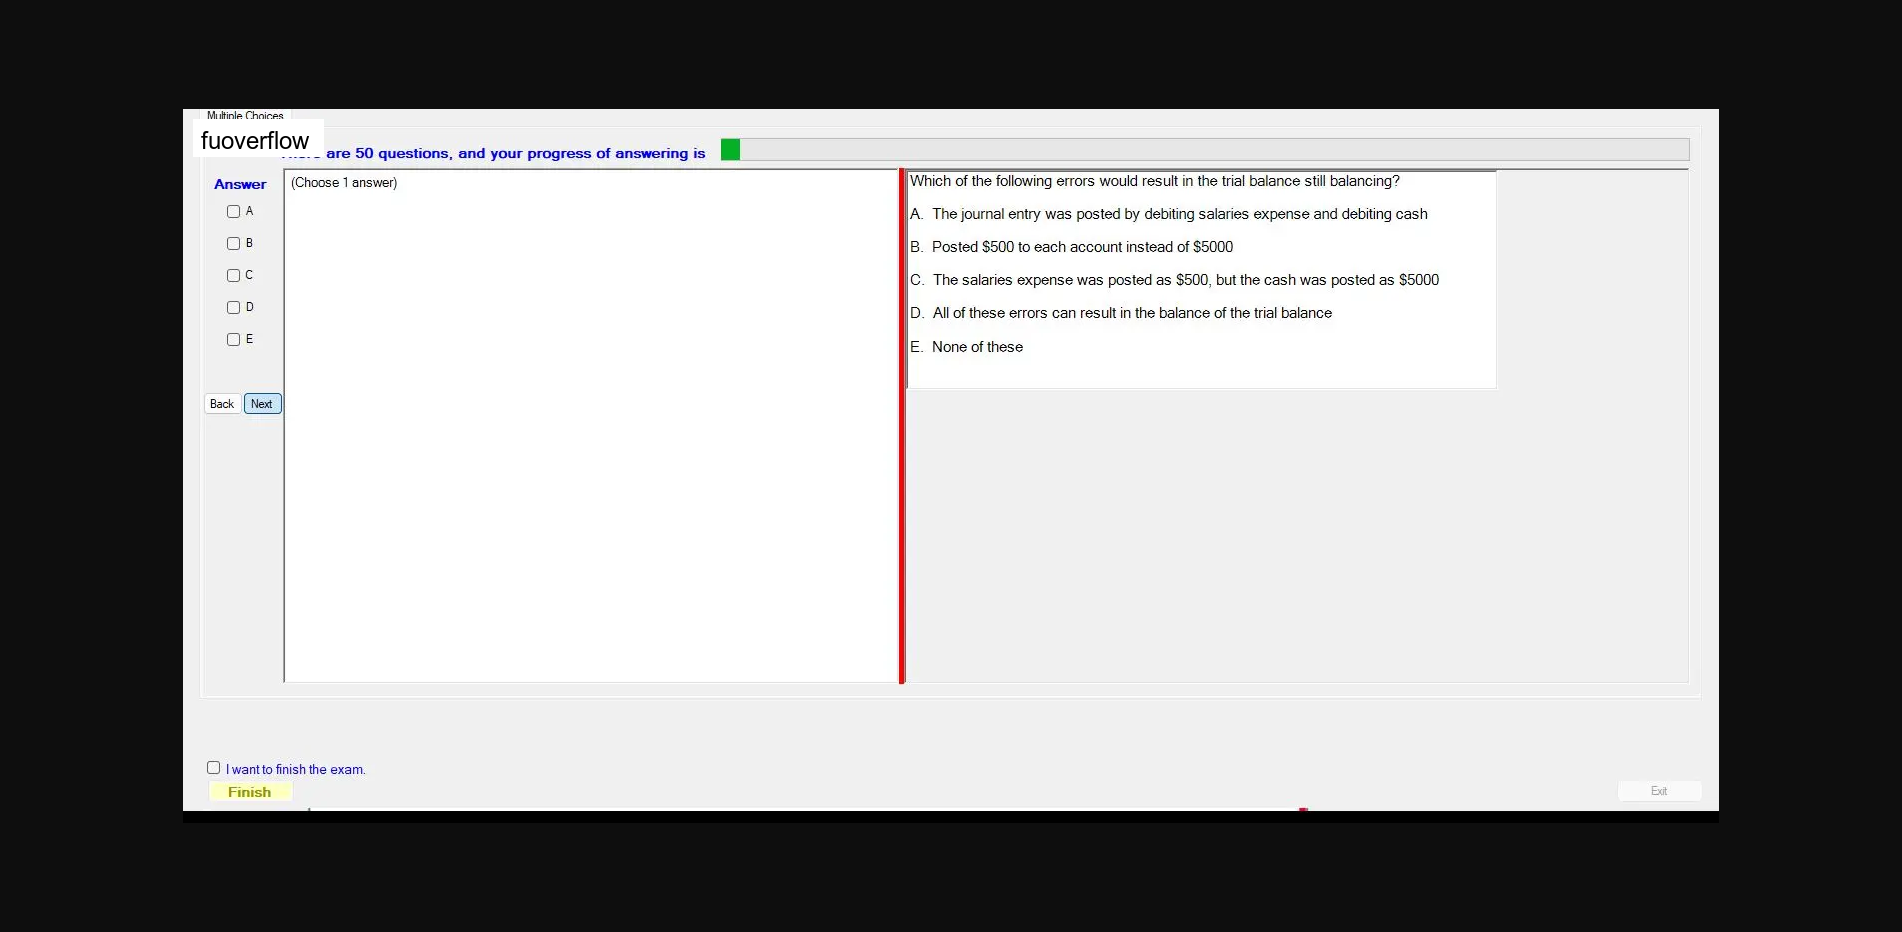 Multiple Choices
fuoverflow
are 50 questions, and your progress of answering is
Answer
(Choose 1 answer)
A
B
C
D
E
Back
Next
Which of the following errors would result in the trial balance still balancing?
A. The journal entry was posted by debiting salaries expense and debiting cash
B. Posted $500 to each account instead of $5000
C. The salaries expense was posted as $500, but the cash was posted as $5000
D. All of these errors can result in the balance of the trial balance
E. None of these
I want to finish the exam.
Finish
Exit